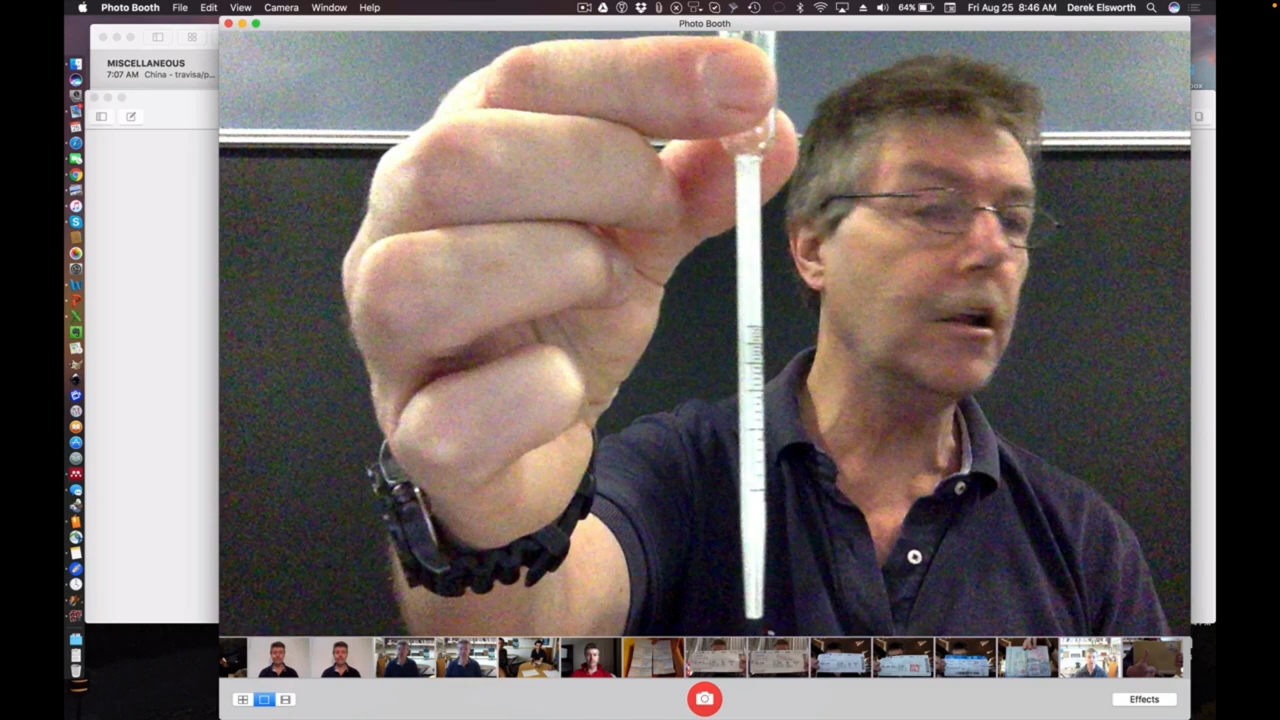 Photo Booth File Edit View Camera Window Help 64% Fri Aug 25 8:46 AM Derek Elsworth
Photo Booth
MISCELLANEOUS
7:07 AM China - travisa/p...
Effects